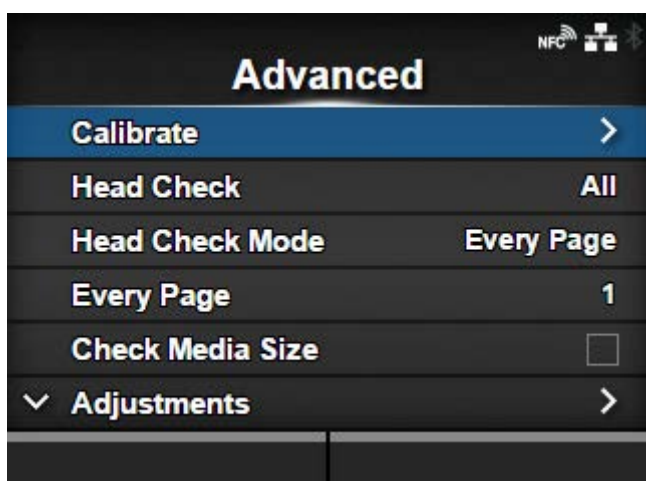 NFC
Advanced
Calibrate
Head Check All
Head Check Mode Every Page
Every Page 1
Check Media Size
Adjustments